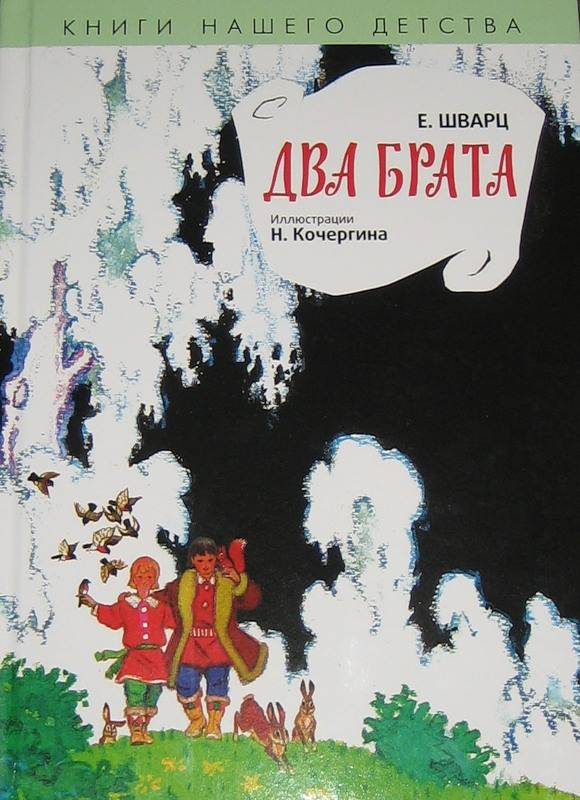 КНИГИ НАШЕГО ДЕТСТВА
Е. ШВАРЦ
ДВА БРАТА
Иллюстрации
Н. Кочергина